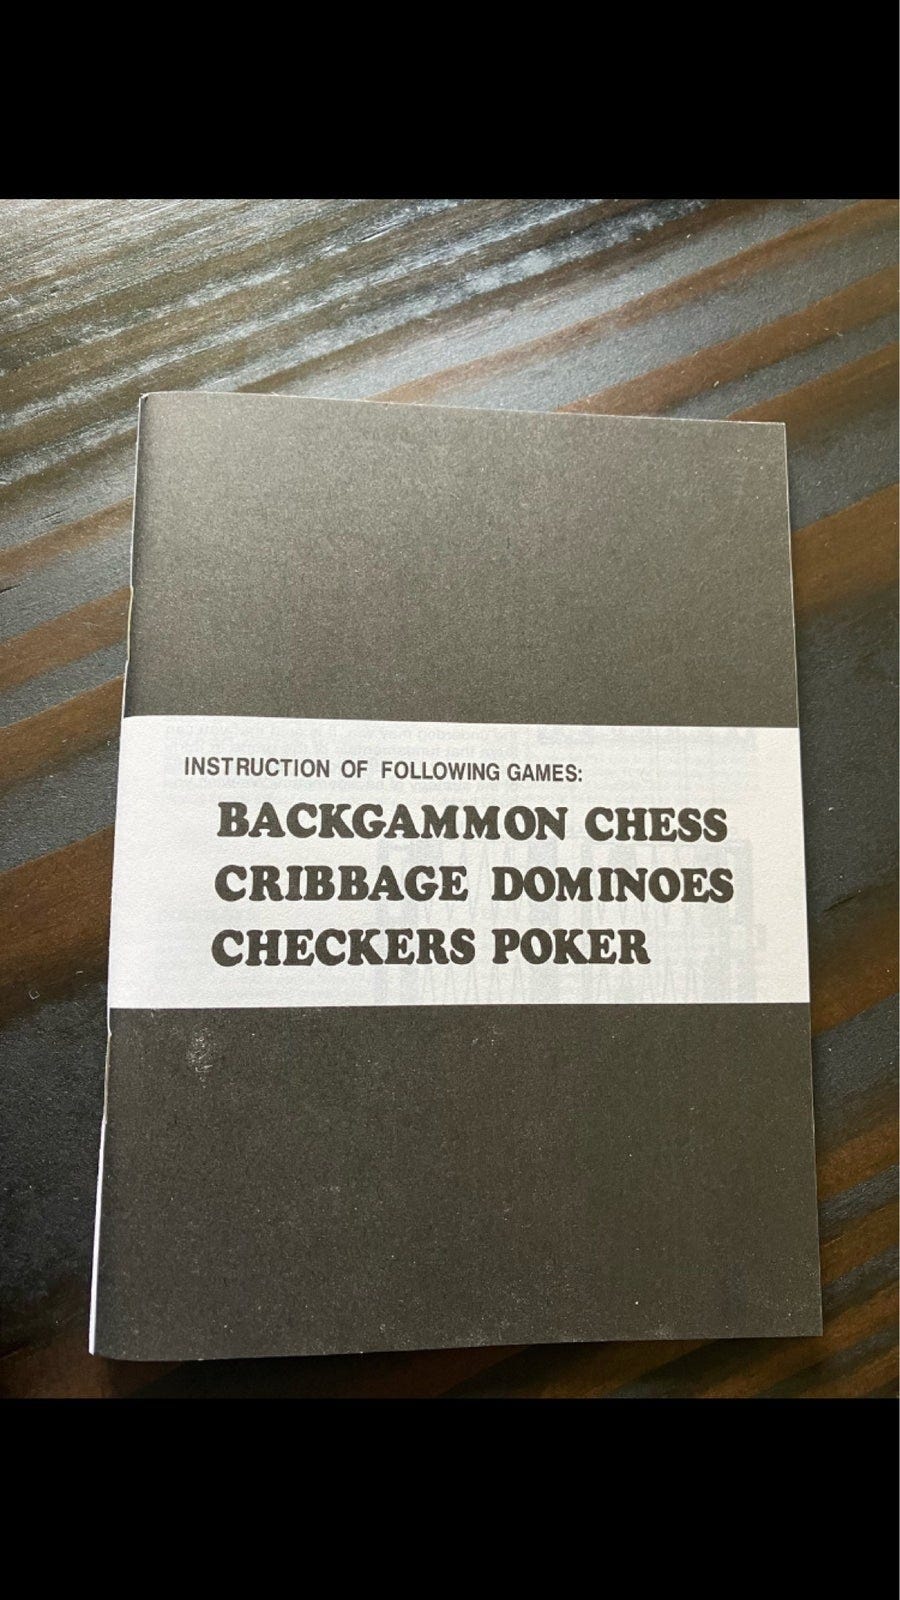 INSTRUCTION OF FOLLOWING GAMES:
BACKGAMMON CHESS
CRIBBAGE DOMINOES
CHECKERS POKER